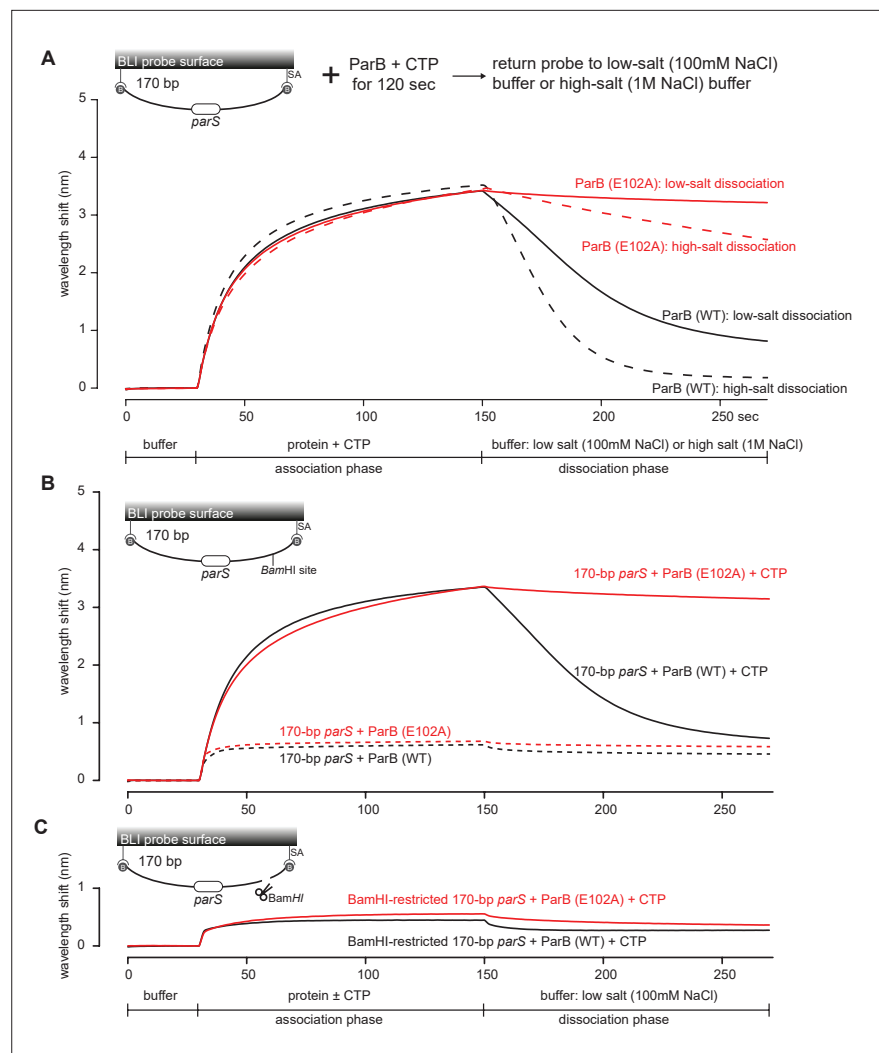 A
BLI probe surface
SA
B
170 bp
B
parS
+
ParB + CTP
for 120 sec
return probe to low-salt (100mM NaCl)
buffer or high-salt (1M NaCl) buffer
wavelength shift (nm)
5
4
3
2
1
0
ParB (E102A): low-salt dissociation
ParB (E102A): high-salt dissociation
ParB (WT): low-salt dissociation
ParB (WT): high-salt dissociation
0
50
100
150
200
250 sec
buffer
protein + CTP
buffer: low salt (100mM NaCl) or high salt (1M NaCl)
association phase
dissociation phase
B
BLI probe surface
SA
B
170 bp
B
parS
BamHI site
wavelength shift (nm)
5
4
3
2
1
0
170-bp parS + ParB (E102A) + CTP
170-bp parS + ParB (WT) + CTP
170-bp parS + ParB (E102A)
170-bp parS + ParB (WT)
0
50
100
150
200
250
C
BLI probe surface
SA
B
170 bp
B
parS
BamHI
wavelength shift (nm)
1
0
BamHI-restricted 170-bp parS + ParB (E102A) + CTP
BamHI-restricted 170-bp parS + ParB (WT) + CTP
0
50
100
150
200
250
buffer
protein ± CTP
buffer: low salt (100mM NaCl)
association phase
dissociation phase